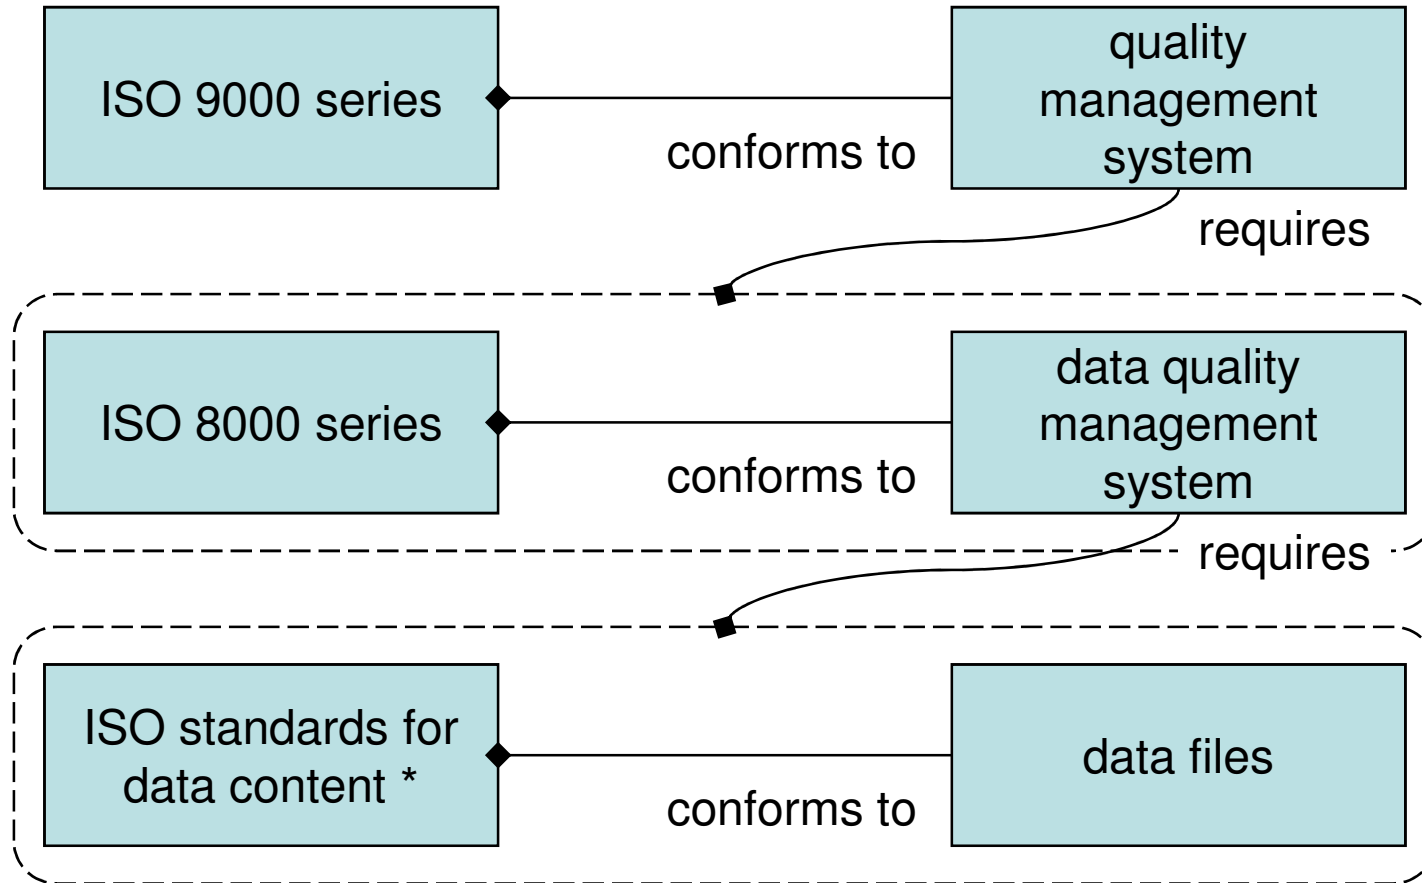 ISO 9000 series
conforms to
quality
management
system
requires
ISO 8000 series
conforms to
data quality
management
system
requires
ISO standards for
data content *
conforms to
data files